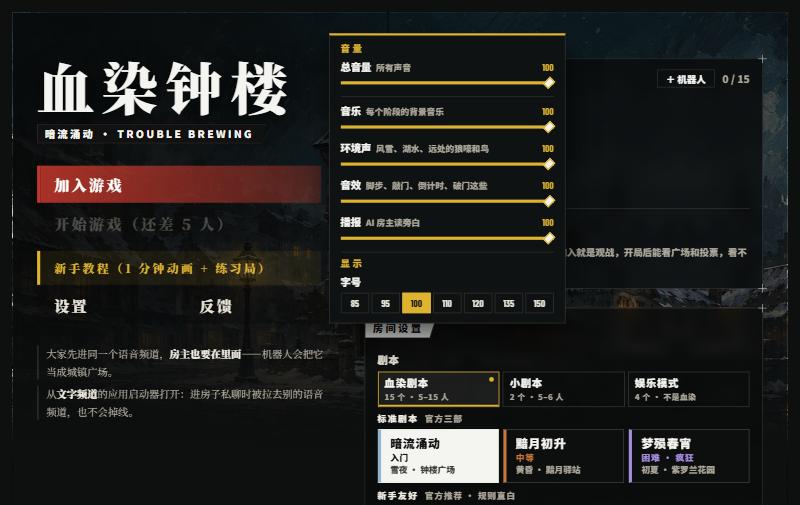 血染钟楼
暗流涌动 • TROUBLE BREWING
加入游戏
开始游戏（还差 5 人）
新手教程（1 分钟动画 + 练习局）
设置
反馈
大家先进同一个语音频道，房主也要在里面——机器人会把它
当成城镇广场。
从文字频道的应用启动器打开：进房子私聊时被拉去别的语音
频道，也不会掉线。
音量
总音量 所有声音 100
音乐 每个阶段的背景音乐 100
环境声 风雪、湖水、远处的狼嚎和鸟 100
音效 脚步、敲门、倒计时、破门这些 100
播报 AI 房主读旁白 100
显示
字号
85 95 100 110 120 135 150
+ 机器人 0 / 15
入就是观战，开局后能看广场和投票，看不
房间设置
剧本
血染剧本
15 个 • 5–15 人
小剧本
2 个 • 5–6 人
娱乐模式
4 个 • 不是血染
标准剧本 官方三部
暗流涌动
入门
雪夜 • 钟楼广场
黯月初升
中等
黄昏 • 黯月驿站
梦殒春宵
困难 • 疯狂
初夏 • 紫罗兰花园
新手友好 官方推荐 • 规则直白